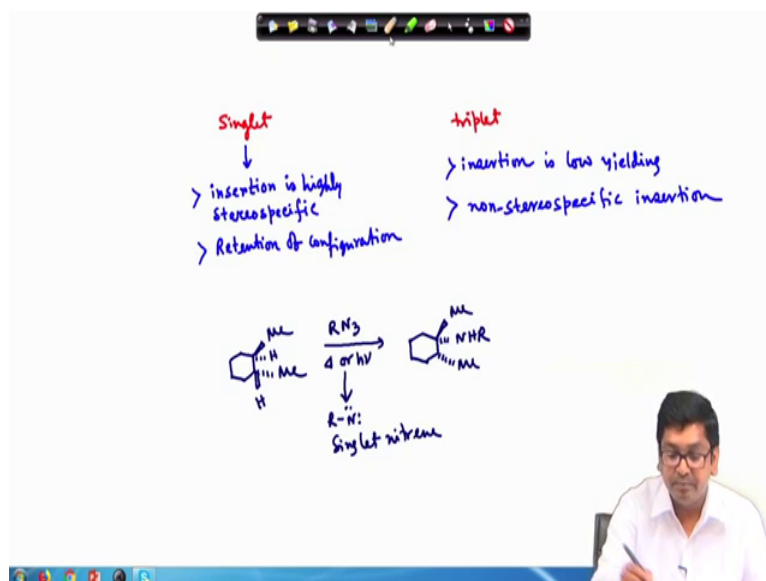 Singlet
triplet
> insertion is highly
stereospecific
> Retention of configuration
> insertion is low yielding
> non-stereospecific insertion
Me
H
Me
H
RN3
Δ or hν
R-N:
Singlet nitrene
Me
NHR
Me